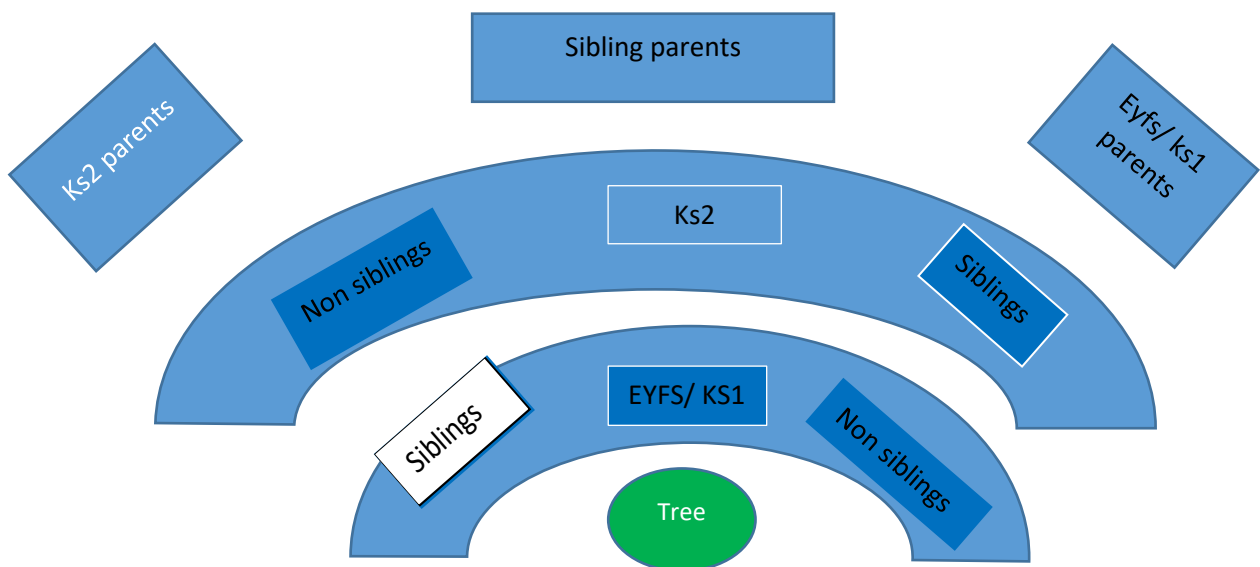 Sibling parents
Ks2 parents
Eyfs/ ks1
parents
Ks2
Non siblings
Siblings
EYFS/ KS1
Siblings
Non siblings
Tree